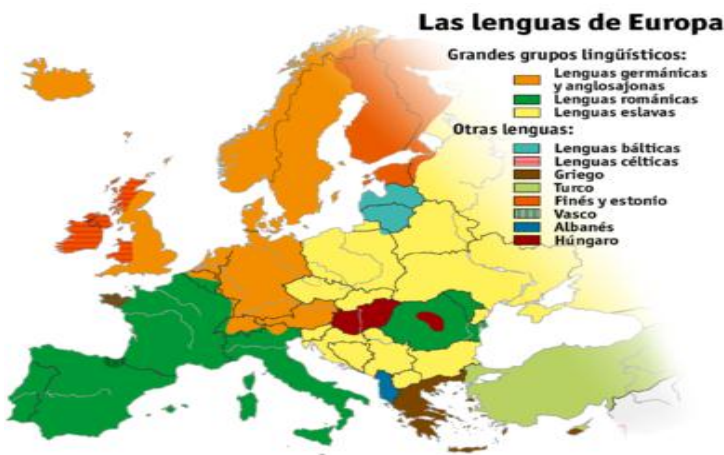 Las lenguas de Europa
Grandes grupos lingüísticos:
Lenguas germánicas
y anglosajonas
Lenguas románicas
Lenguas eslavas
Otras lenguas:
Lenguas bálticas
Lenguas célticas
Griego
Turco
Finés y estonio
Vasco
Albanés
Húngaro